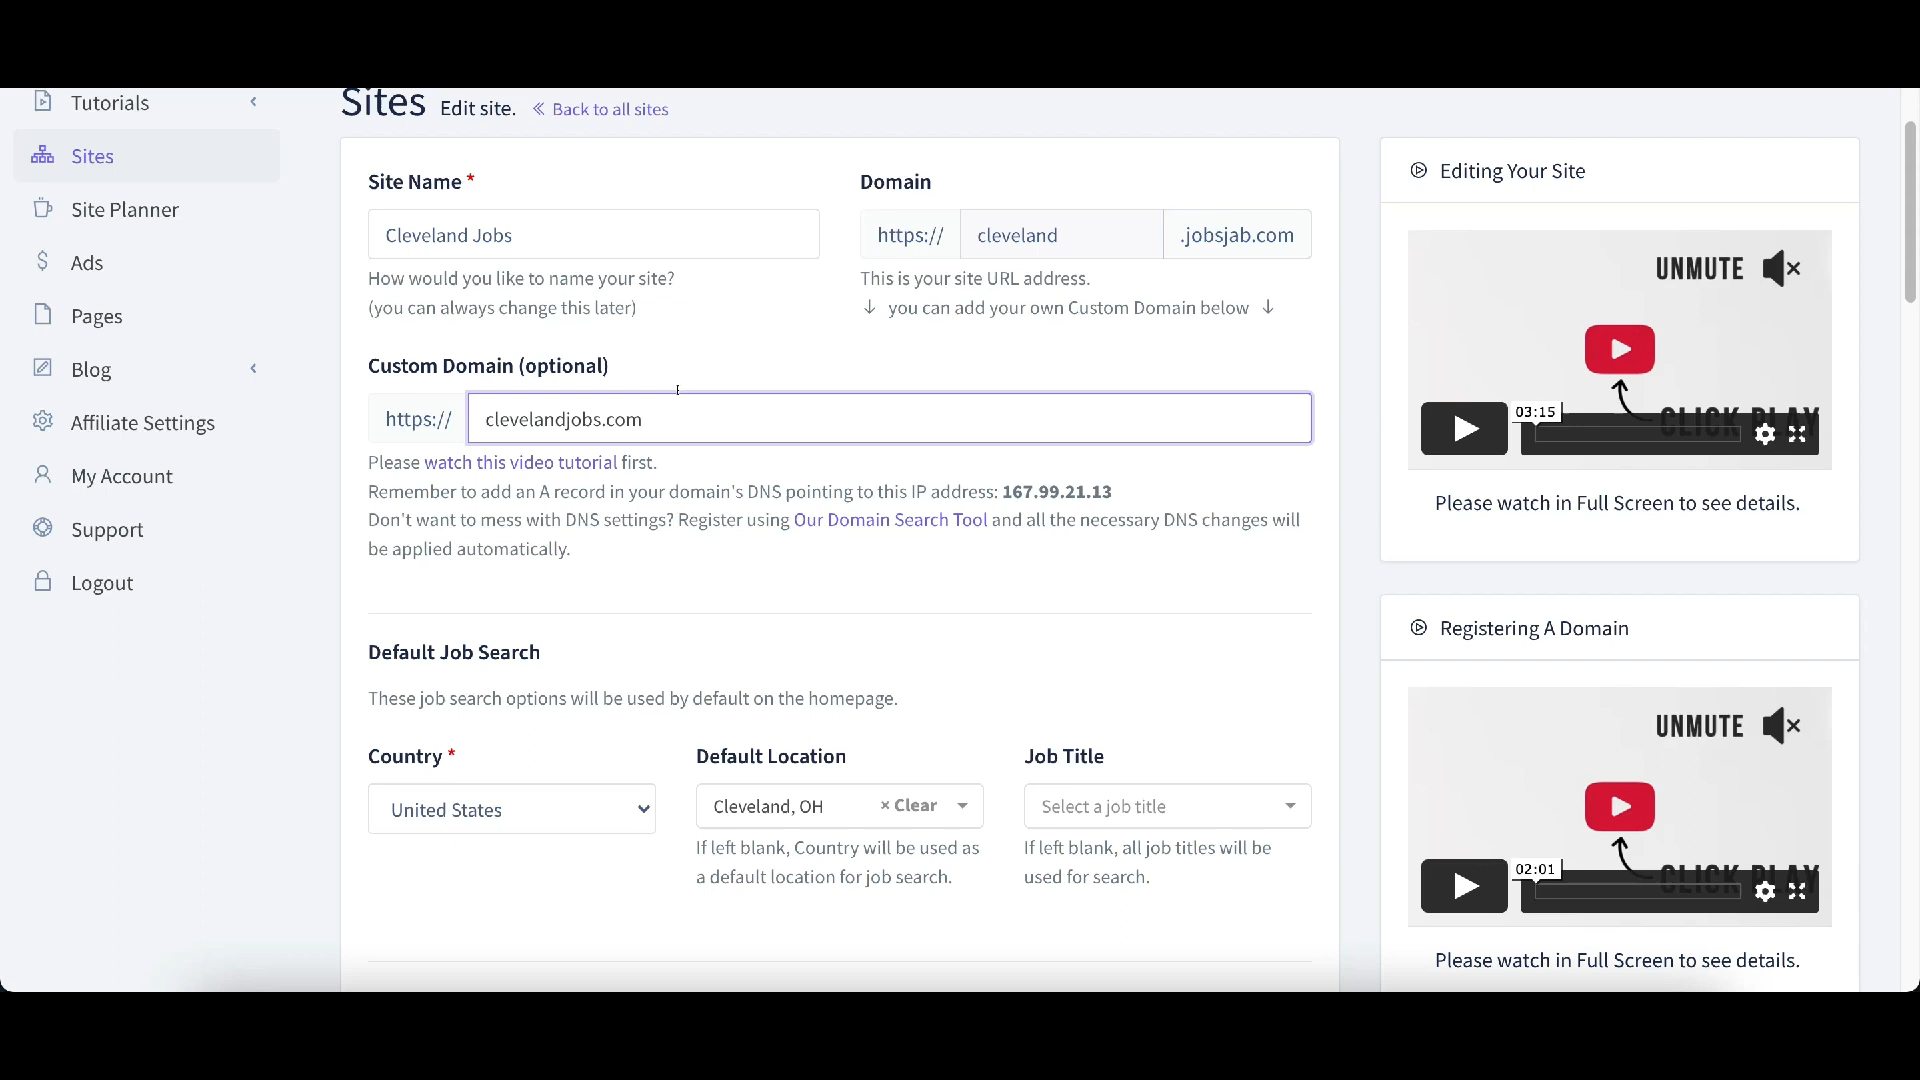 Tutorials
Sites
Site Planner
Ads
Pages
Blog
Affiliate Settings
My Account
Support
Logout
Sites Edit site. « Back to all sites
Site Name *
Cleveland Jobs
How would you like to name your site?
(you can always change this later)
Domain
https:// cleveland .jobsjab.com
This is your site URL address.
↓ you can add your own Custom Domain below ↓
Custom Domain (optional)
https:// clevelandjobs.com
Please watch this video tutorial first.
Remember to add an A record in your domain's DNS pointing to this IP address: 167.99.21.13
Don't want to mess with DNS settings? Register using Our Domain Search Tool and all the necessary DNS changes will
be applied automatically.
Default Job Search
These job search options will be used by default on the homepage.
Country *
United States
Default Location
Cleveland, OH × Clear
If left blank, Country will be used as
a default location for job search.
Job Title
Select a job title
If left blank, all job titles will be
used for search.
Editing Your Site
UNMUTE
03:15
CLICK PLAY
Please watch in Full Screen to see details.
Registering A Domain
UNMUTE
02:01
CLICK PLAY
Please watch in Full Screen to see details.